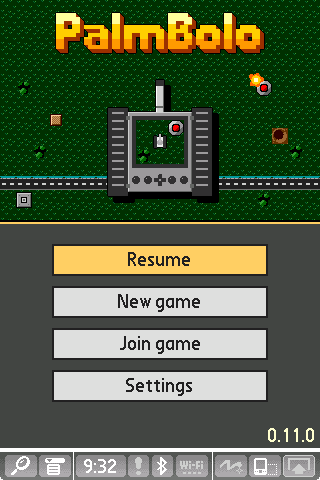 PalmBolo
Resume
New game
Join game
Settings
0.11.0
9:32
Wi-Fi